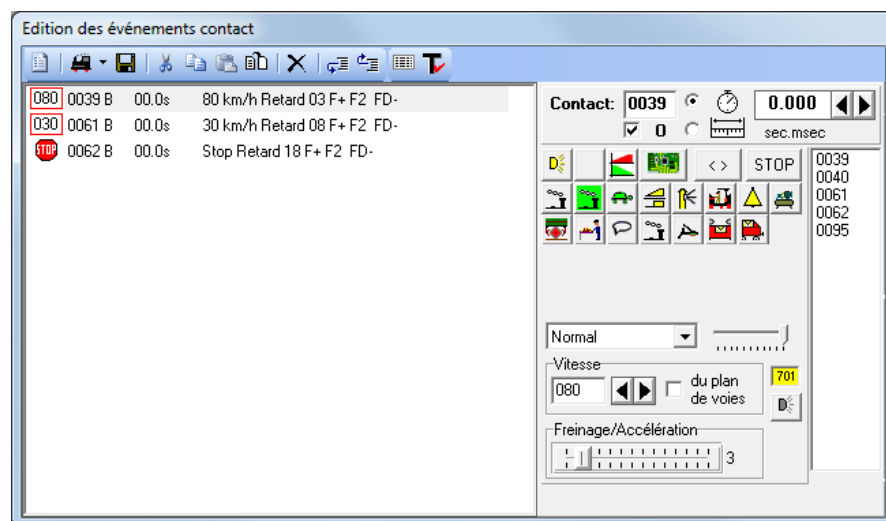 Edition des événements contact
080 0039 B 00.0s 80 km/h Retard 03 F+ F2 FD-
030 0061 B 00.0s 30 km/h Retard 08 F+ F2 FD-
STOP 0062 B 00.0s Stop Retard 18 F+ F2 FD-
Contact: 0039 0.000
0 sec.msec
D < > STOP
0039
0040
0061
0062
0095
Normal
Vitesse
080 du plan
de voies
701
D
Freinage/Accélération
3